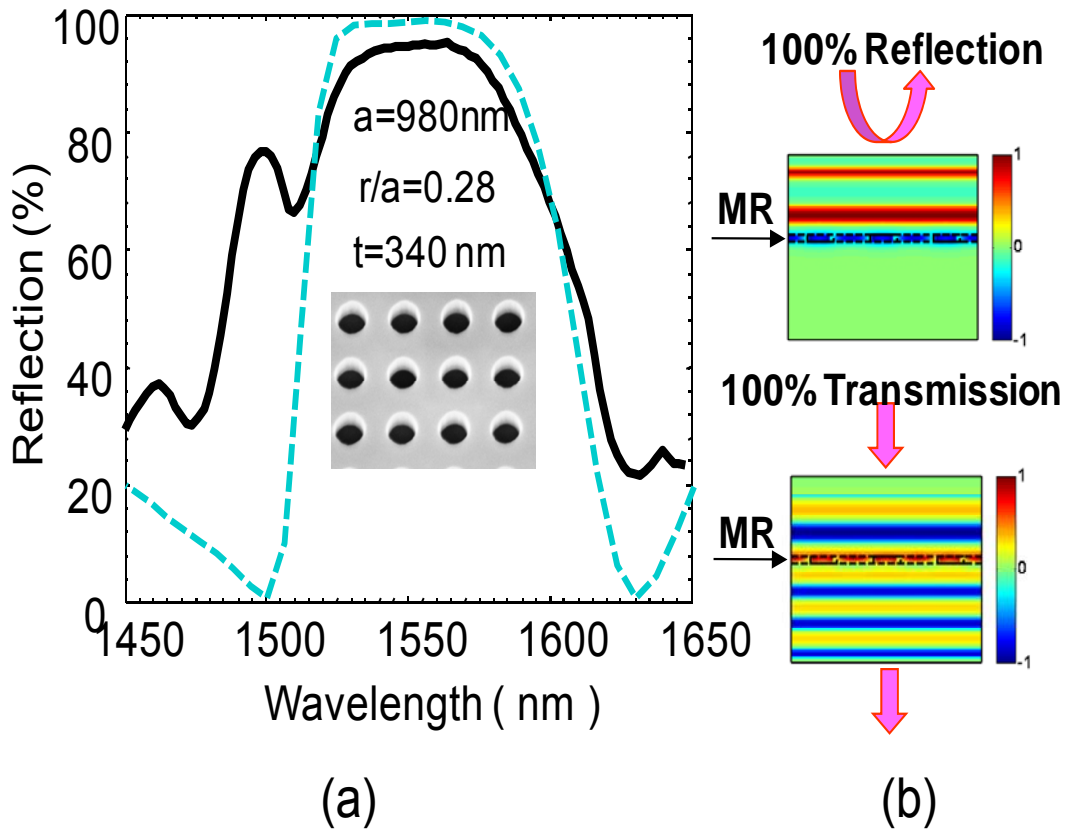 100
80
60
40
20
0
Reflection (%)
a=980nm
r/a=0.28
t=340 nm
1450
1500
1550
1600
1650
Wavelength ( nm )
(a)
100% Reflection
MR
1
0
-1
100% Transmission
MR
1
0
-1
(b)